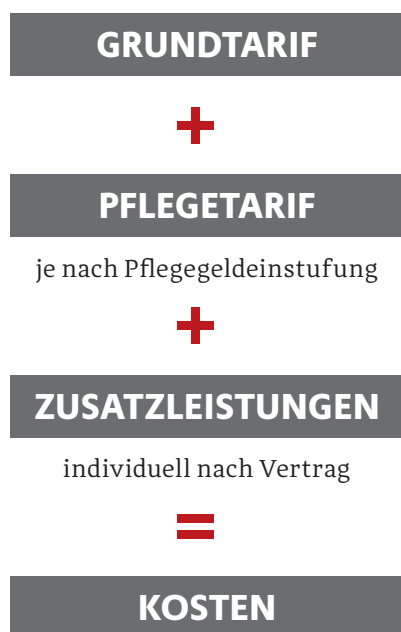 GRUNDTARIF
+
PFLEGETARIF
je nach Pflegegeldeinstufung
+
ZUSATZLEISTUNGEN
individuell nach Vertrag
=
KOSTEN